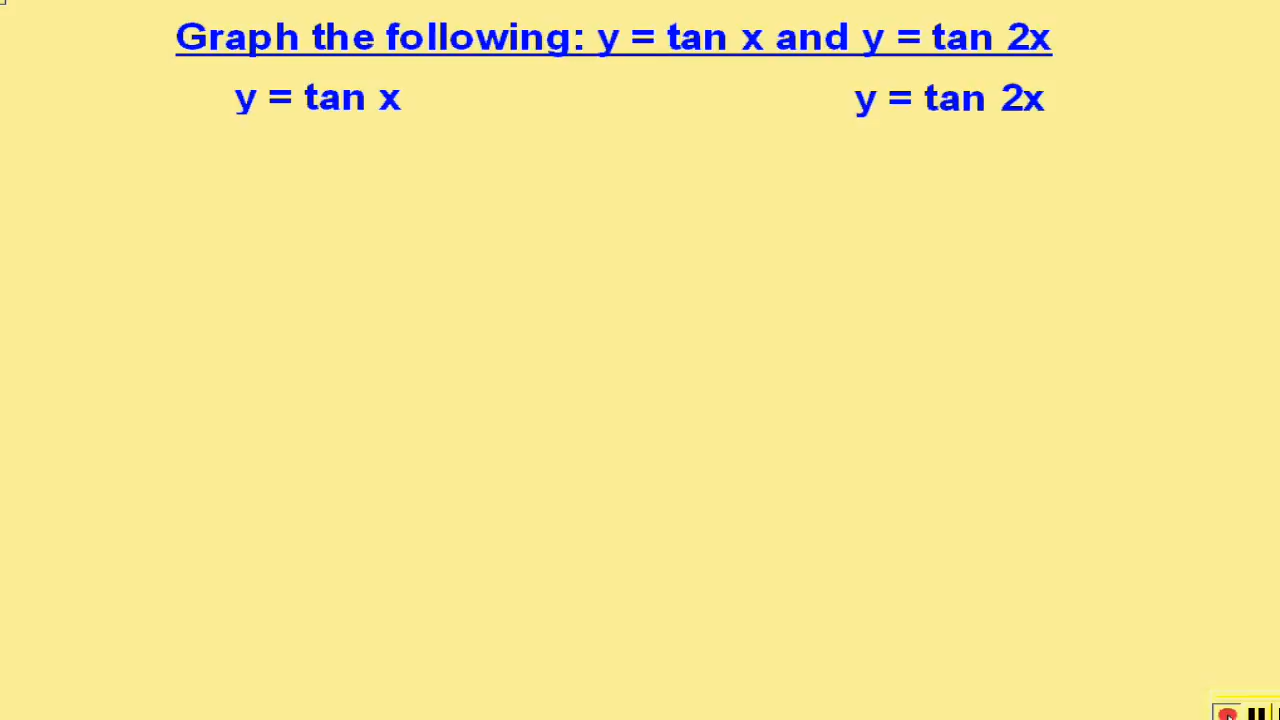 Graph the following: y = tan x and y = tan 2x
y = tan x y = tan 2x